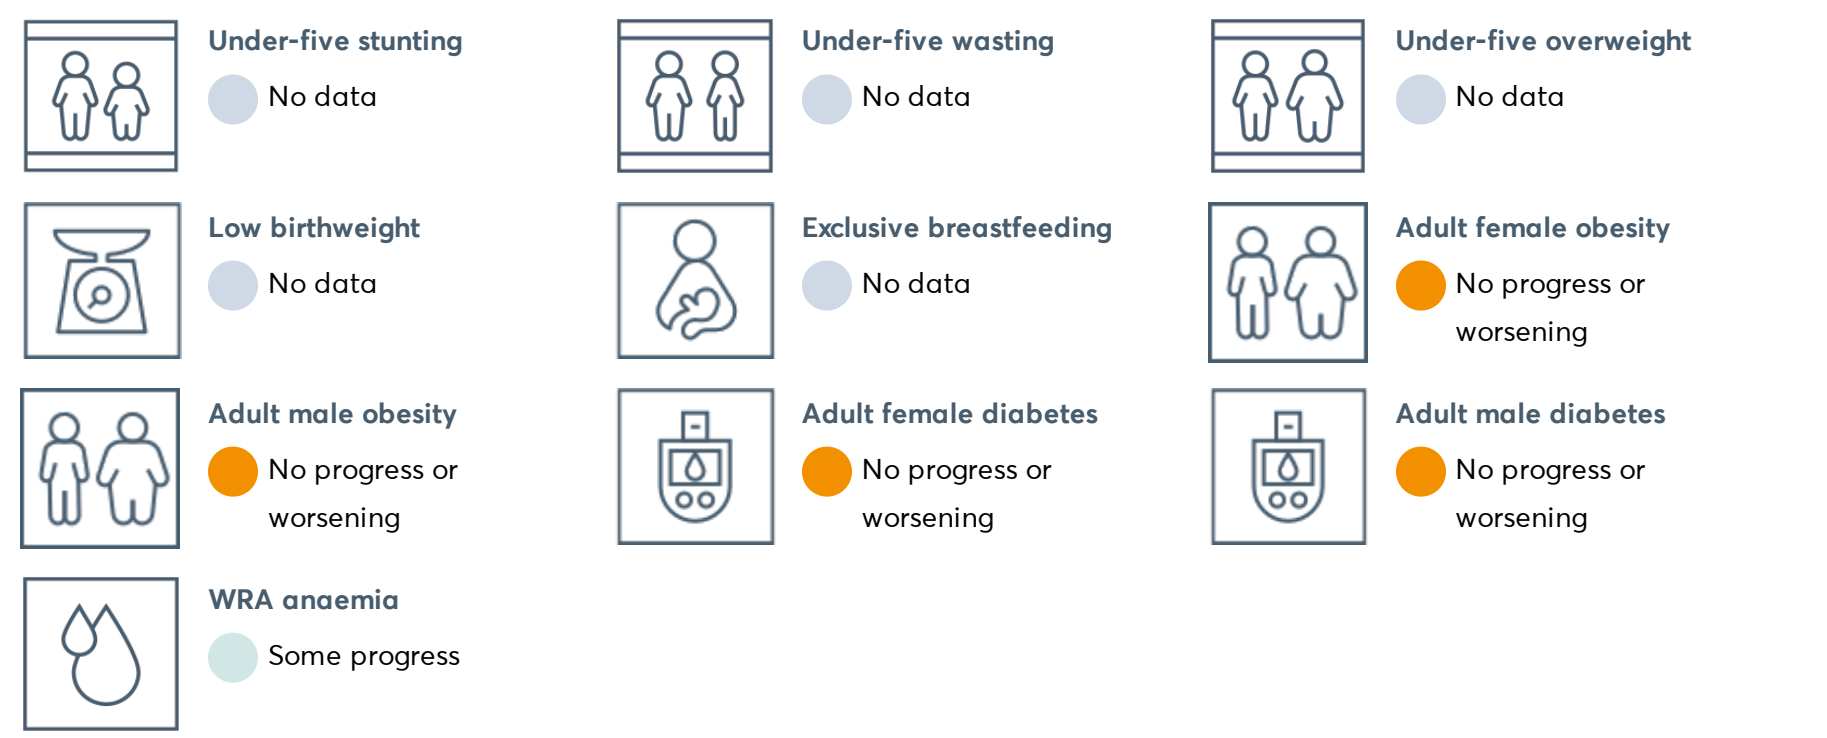 Under-five stunting
No data
Under-five wasting
No data
Under-five overweight
No data
Low birthweight
No data
Exclusive breastfeeding
No data
Adult female obesity
No progress or
worsening
Adult male obesity
No progress or
worsening
Adult female diabetes
No progress or
worsening
Adult male diabetes
No progress or
worsening
WRA anaemia
Some progress